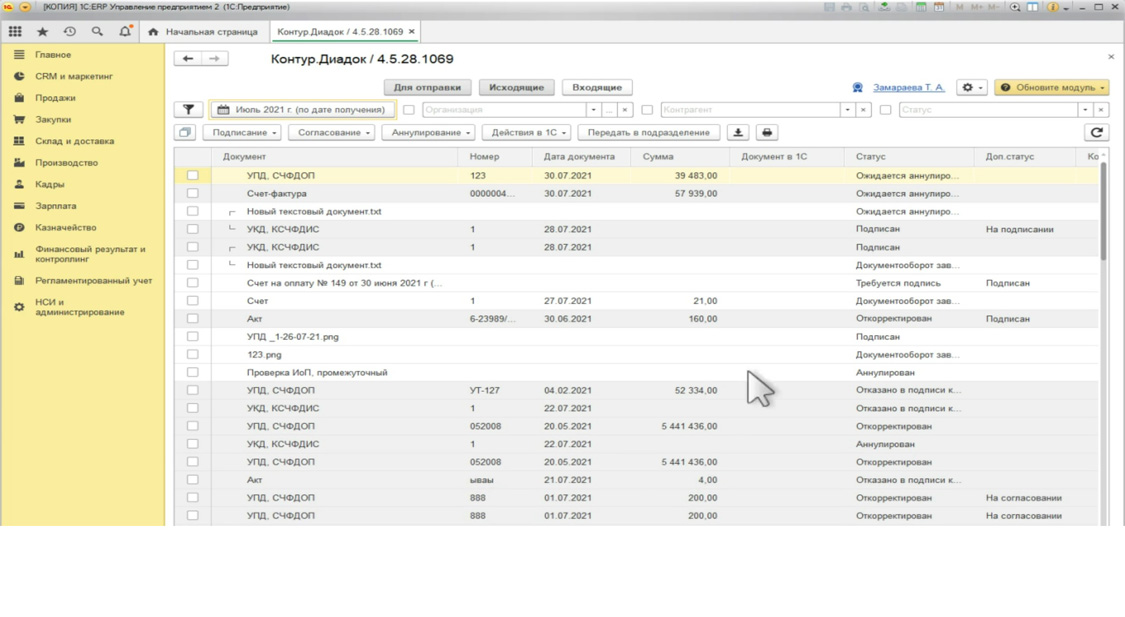 [КОПИЯ] 1С:ERP Управление предприятием 2 (1С:Предприятие)
M M+ M-
Начальная страница
Контур.Диадок / 4.5.28.1069
Главное
CRM и маркетинг
Продажи
Закупки
Склад и доставка
Производство
Кадры
Зарплата
Казначейство
Финансовый результат и
контроллинг
Регламентированный учет
НСИ и
администрирование
Контур.Диадок / 4.5.28.1069
Для отправки Исходящие Входящие Замараева Т. А. Обновите модуль
Июль 2021 г. (по дате получения) Организация Контрагент Статус
Подписание Согласование Аннулирование Действия в 1С Передать в подразделение
Документ Номер Дата документа Сумма Документ в 1С Статус Доп.статус Ко
УПД, СЧФДОП 123 30.07.2021 39 483,00 Ожидается аннулиро...
Счет-фактура 0000004... 30.07.2021 57 939,00 Ожидается аннулиро...
Новый текстовый документ.txt Ожидается аннулиро...
УКД, КСЧФДИС 1 28.07.2021 Подписан На подписании
УКД, КСЧФДИС 1 28.07.2021 Подписан
Новый текстовый документ.txt Документооборот зав...
Счет на оплату № 149 от 30 июня 2021 г (... Требуется подпись Подписан
Счет 1 27.07.2021 21,00 Документооборот зав...
Акт 6-23989/... 30.06.2021 160,00 Откорректирован Подписан
УПД _1-26-07-21.png Подписан
123.png Документооборот зав...
Проверка ИоП, промежуточный Аннулирован
УПД, СЧФДОП УТ-127 04.02.2021 52 334,00 Отказано в подписи к...
УКД, КСЧФДИС 1 22.07.2021 Отказано в подписи к...
УПД, СЧФДОП 052008 20.05.2021 5 441 436,00 Откорректирован
УКД, КСЧФДИС 1 22.07.2021 Аннулирован
УПД, СЧФДОП 052008 20.05.2021 5 441 436,00 Откорректирован
Акт ываы 21.07.2021 4,00 Отказано в подписи к...
УПД, СЧФДОП 888 01.07.2021 200,00 Откорректирован На согласовании
УПД, СЧФДОП 888 01.07.2021 200,00 Откорректирован На согласовании